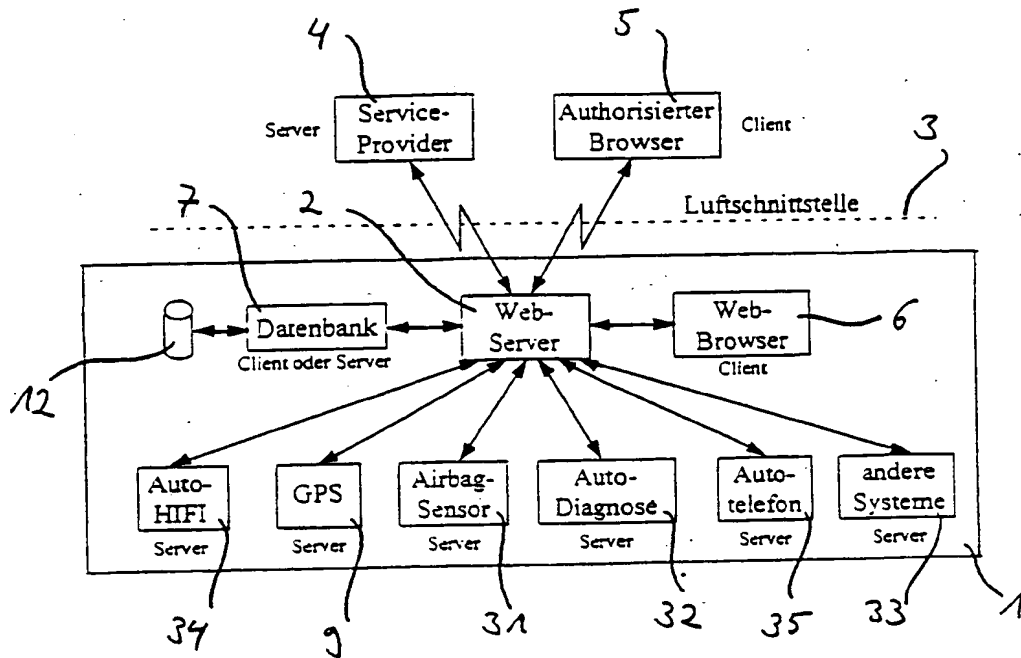 4
5
Service-
Provider
Server
Authorisierter
Browser
Client
3
Luftschnittstelle
7
2
Datenbank
Client oder Server
Web-
Server
Web-
Browser
Client
6
12
Auto-
HIFI
Server
GPS
Server
Airbag-
Sensor
Server
Auto-
Diagnose
Server
Auto-
telefon
Server
andere
Systeme
Server
34
9
31
32
35
33
1